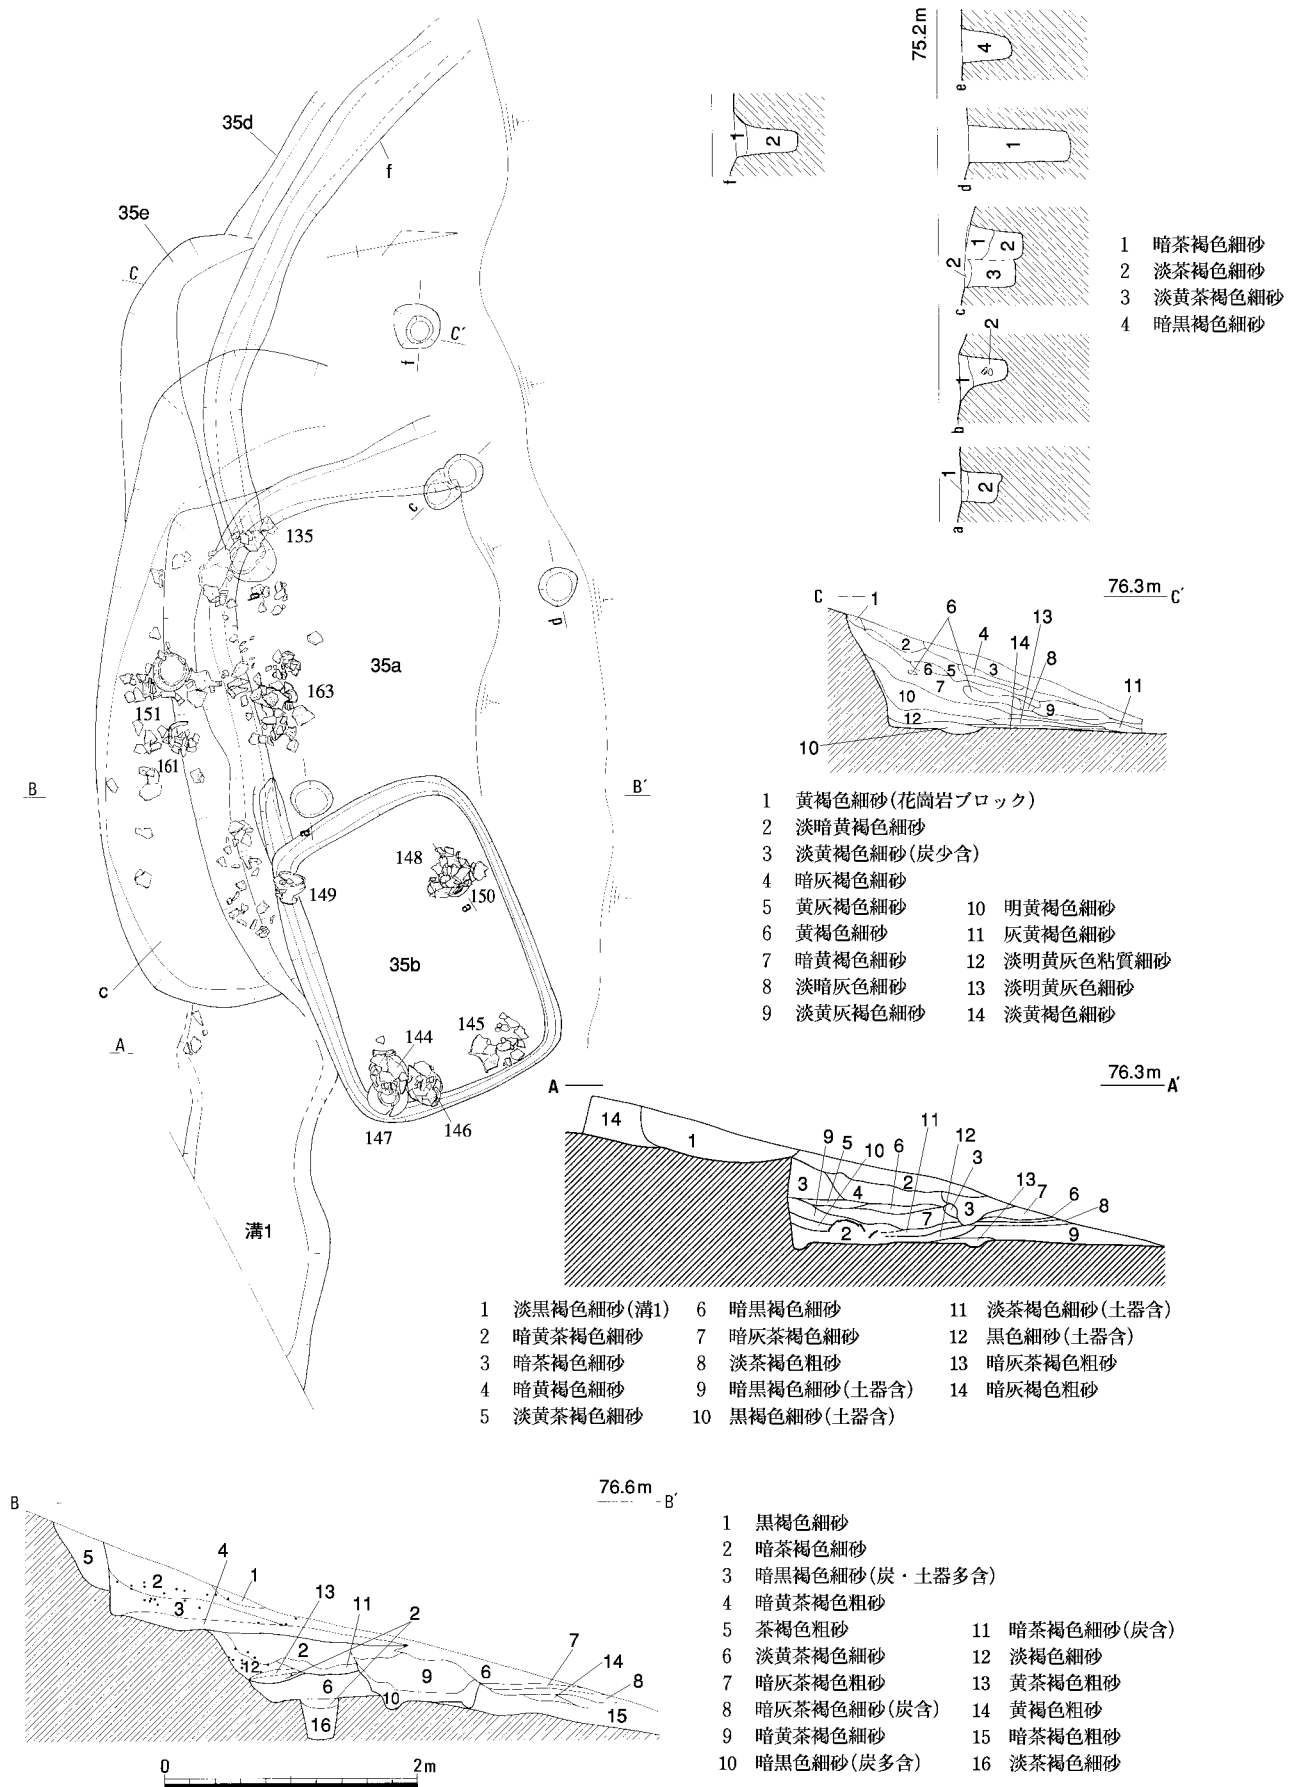 35d
f
35e
C
C′
f
c
135
d
b
35a
163
151
161
B
B′
a
148
150
a
149
c
35b
A
144
145
146
147
溝1
75.2m
4
e
1
2
f
1
d
1
2
2
3
c
2
1
b
1
2
a
1 暗茶褐色細砂
2 淡茶褐色細砂
3 淡黄茶褐色細砂
4 暗黒褐色細砂
76.3m
C
C′
1
6
13
4
14
2
8
6
5
3
7
11
10
9
12
10
1 黄褐色細砂(花崗岩ブロック)
2 淡暗黄褐色細砂
3 淡黄褐色細砂(炭少含)
4 暗灰褐色細砂
5 黄灰褐色細砂
6 黄褐色細砂
7 暗黄褐色細砂
8 淡暗灰色細砂
9 淡黄灰褐色細砂
10 明黄褐色細砂
11 灰黄褐色細砂
12 淡明黄灰色粘質細砂
13 淡明黄灰色細砂
14 淡黄褐色細砂
76.3m
A
A′
14
1
9
5
10
6
11
12
3
13
7
6
8
3
4
2
3
7
2
9
1 淡黒褐色細砂(溝1)
2 暗黄茶褐色細砂
3 暗茶褐色細砂
4 暗黄褐色細砂
5 淡黄茶褐色細砂
6 暗黒褐色細砂
7 暗灰茶褐色細砂
8 淡茶褐色粗砂
9 暗黒褐色細砂(土器含)
10 黒褐色細砂(土器含)
11 淡茶褐色細砂(土器含)
12 黒色細砂(土器含)
13 暗灰茶褐色粗砂
14 暗灰褐色粗砂
76.6m
B
B′
5
2
4
1
3
13
11
2
2
12
6
9
6
7
14
8
10
16
15
0
2m
1 黒褐色細砂
2 暗茶褐色細砂
3 暗黒褐色細砂(炭・土器多含)
4 暗黄茶褐色粗砂
5 茶褐色粗砂
6 淡黄茶褐色細砂
7 暗灰茶褐色粗砂
8 暗灰茶褐色細砂(炭含)
9 暗黄茶褐色細砂
10 暗黒色細砂(炭多含)
11 暗茶褐色細砂(炭含)
12 淡褐色細砂
13 黄茶褐色粗砂
14 黄褐色粗砂
15 暗茶褐色粗砂
16 淡茶褐色細砂